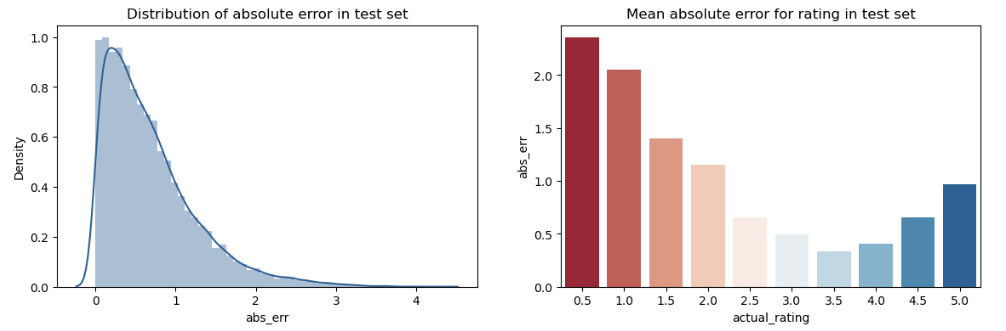 Distribution of absolute error in test set
1.0
0.8
0.6
0.4
0.2
0.0
Density
0 1 2 3 4
abs_err
Mean absolute error for rating in test set
2.0
1.5
1.0
0.5
0.0
abs_err
0.5 1.0 1.5 2.0 2.5 3.0 3.5 4.0 4.5 5.0
actual_rating